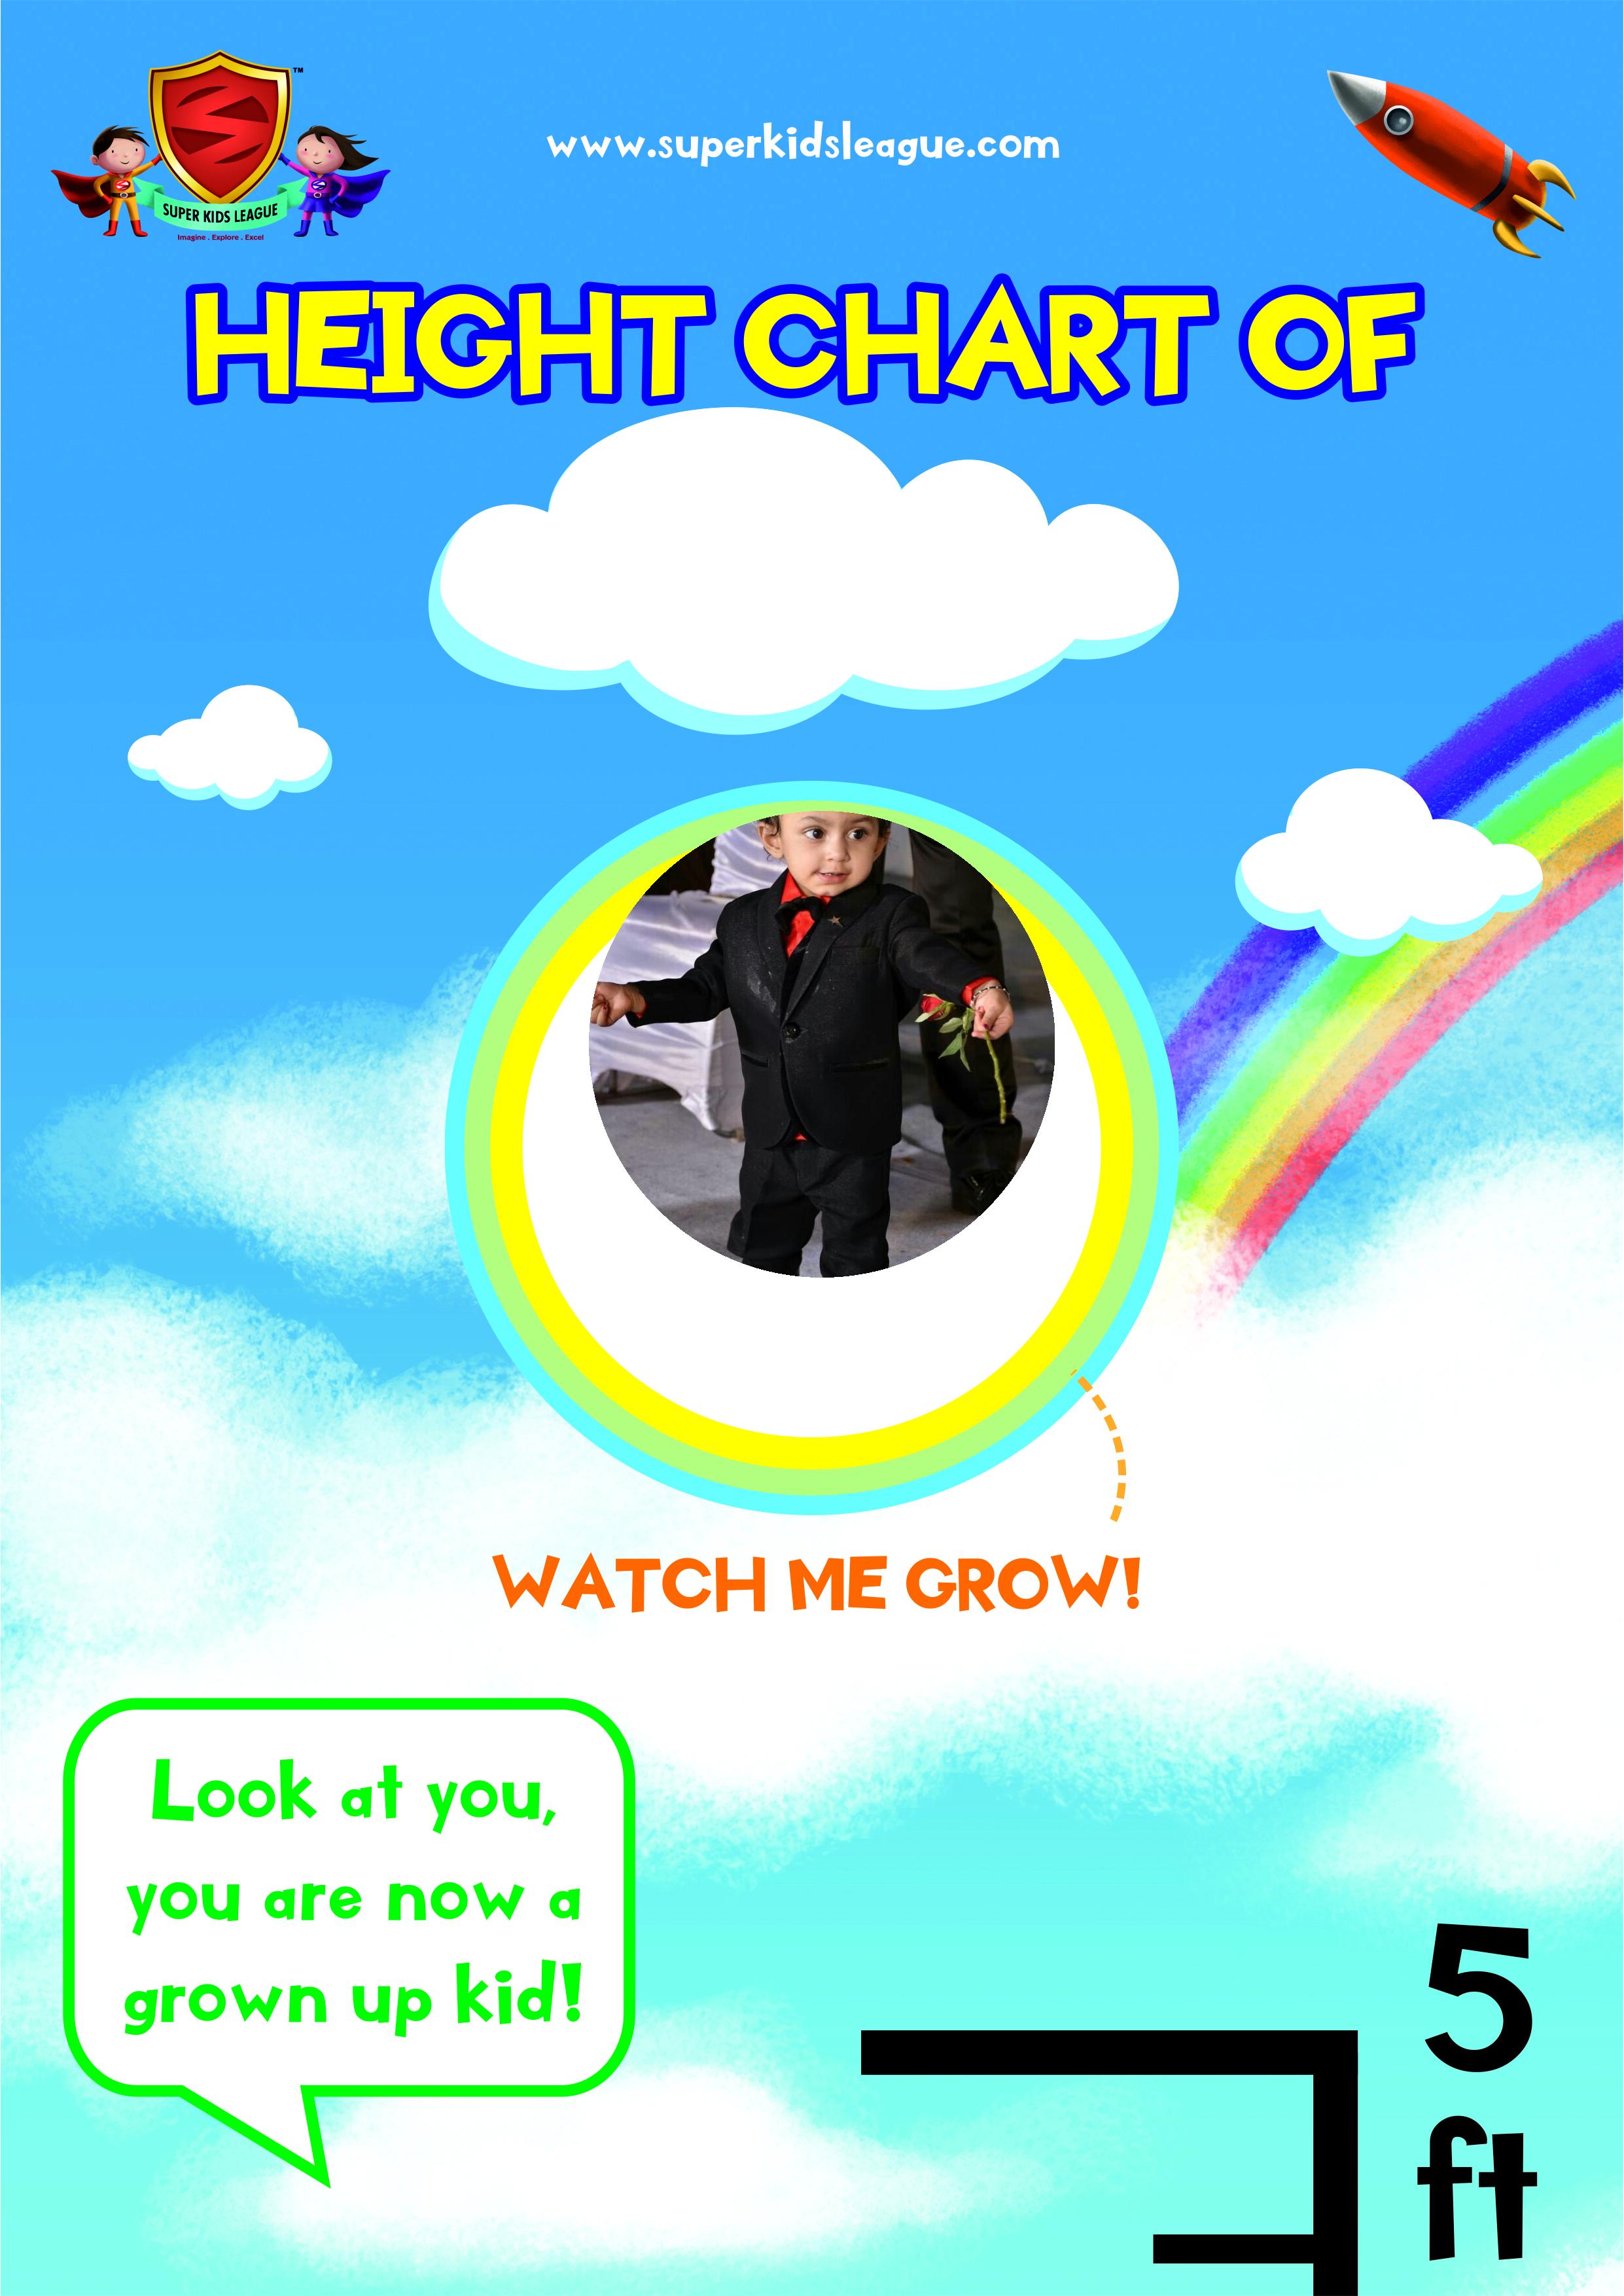 ™
SUPER KIDS LEAGUE
Imagine . Explore . Excel
www.superkidsleague.com
HEIGHT CHART OF
WATCH ME GROW!
Look at you,
you are now a
grown up kid!
5
ft